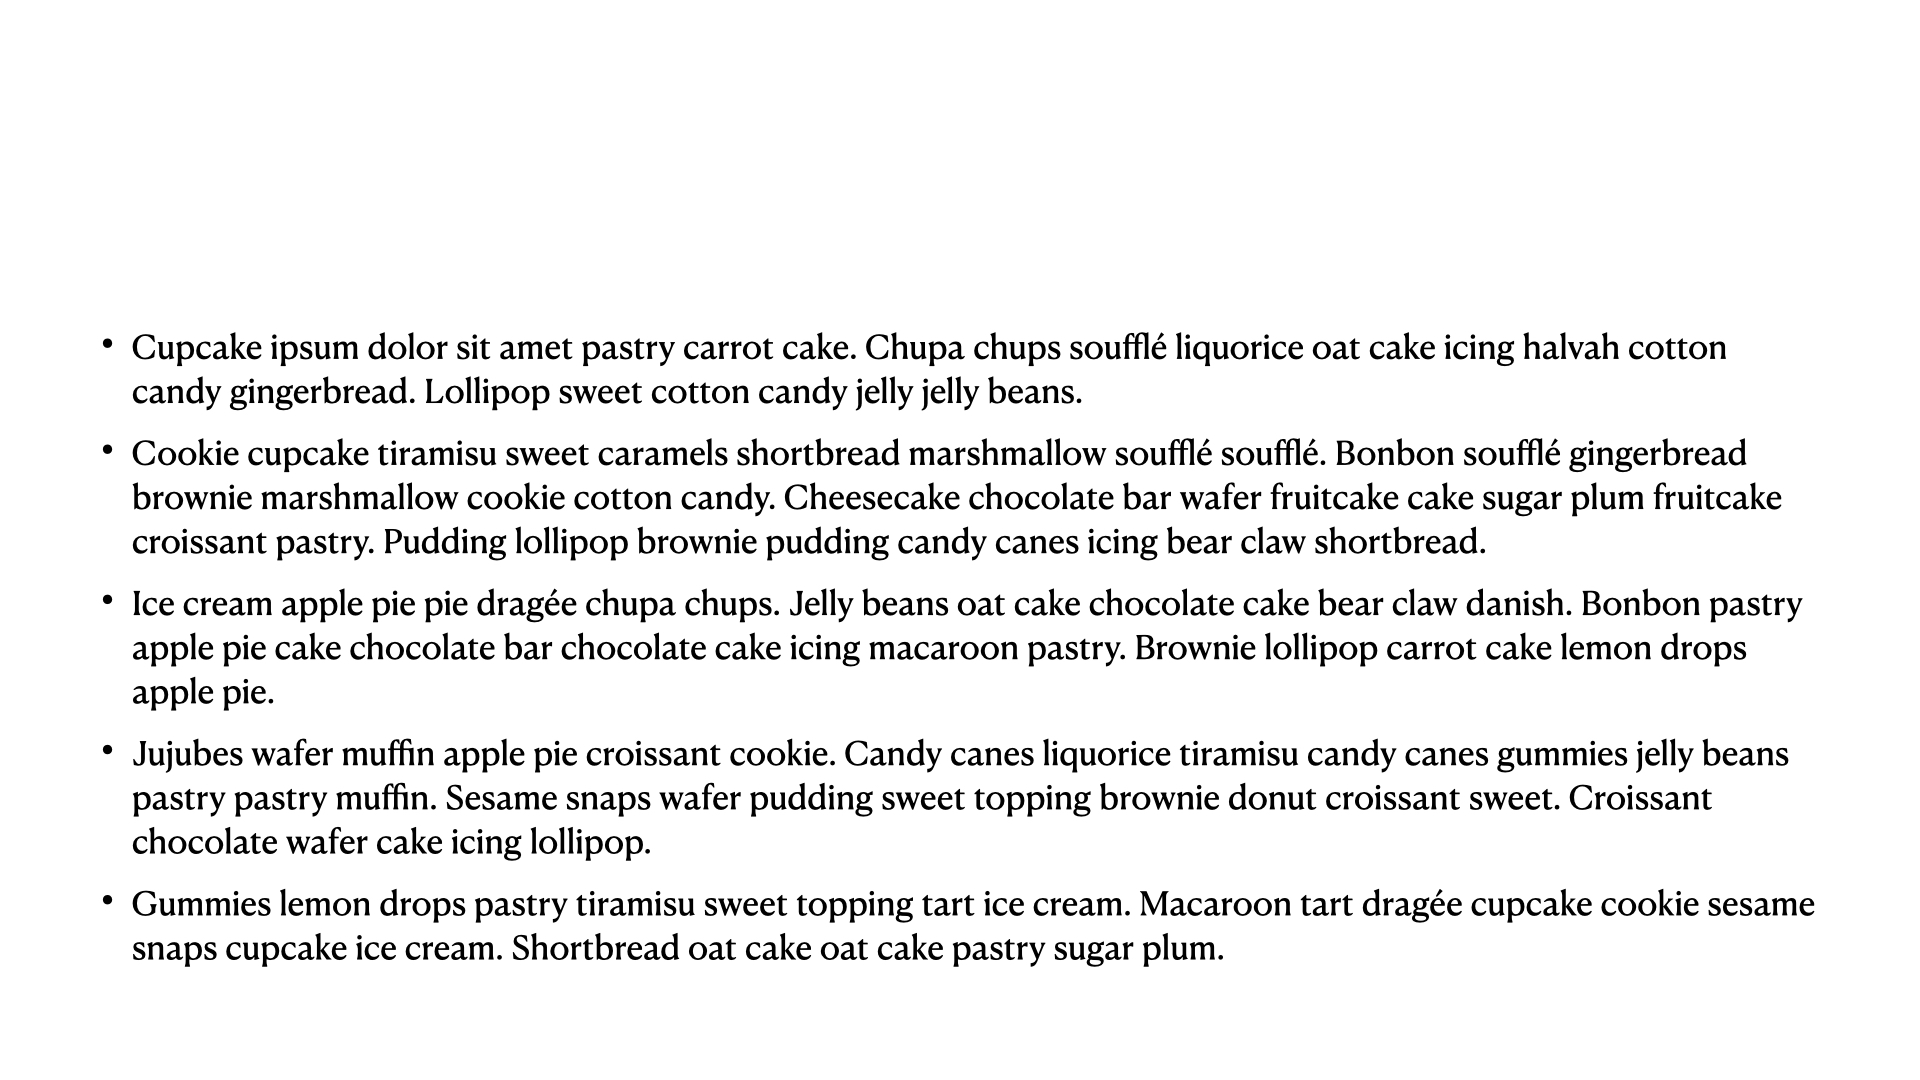 • Cupcake ipsum dolor sit amet pastry carrot cake. Chupa chups soufflé liquorice oat cake icing halvah cotton
candy gingerbread. Lollipop sweet cotton candy jelly jelly beans.
• Cookie cupcake tiramisu sweet caramels shortbread marshmallow soufflé soufflé. Bonbon soufflé gingerbread
brownie marshmallow cookie cotton candy. Cheesecake chocolate bar wafer fruitcake cake sugar plum fruitcake
croissant pastry. Pudding lollipop brownie pudding candy canes icing bear claw shortbread.
• Ice cream apple pie pie dragée chupa chups. Jelly beans oat cake chocolate cake bear claw danish. Bonbon pastry
apple pie cake chocolate bar chocolate cake icing macaroon pastry. Brownie lollipop carrot cake lemon drops
apple pie.
• Jujubes wafer muffin apple pie croissant cookie. Candy canes liquorice tiramisu candy canes gummies jelly beans
pastry pastry muffin. Sesame snaps wafer pudding sweet topping brownie donut croissant sweet. Croissant
chocolate wafer cake icing lollipop.
• Gummies lemon drops pastry tiramisu sweet topping tart ice cream. Macaroon tart dragée cupcake cookie sesame
snaps cupcake ice cream. Shortbread oat cake oat cake pastry sugar plum.